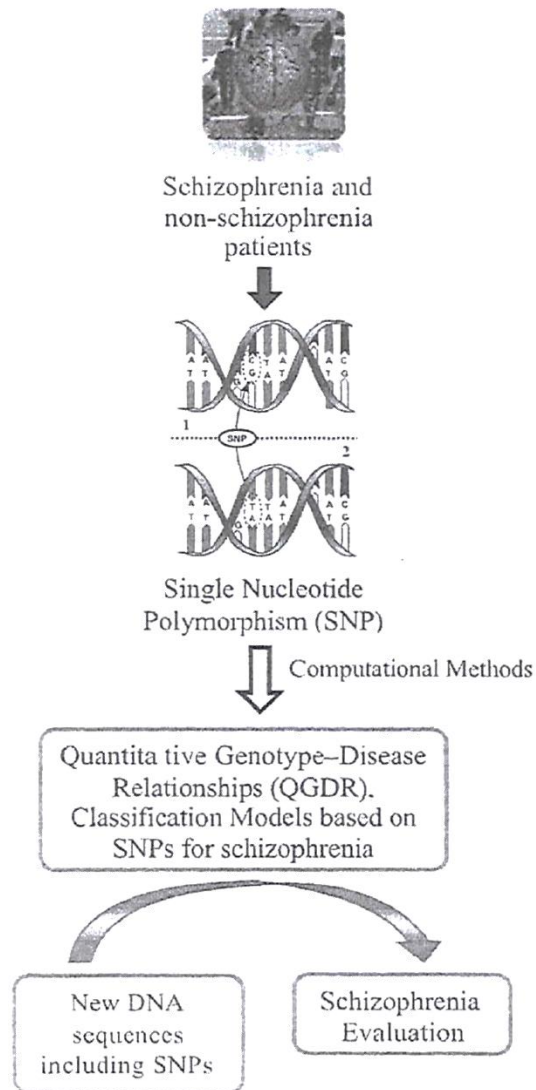 Schizophrenia and
non-schizophrenia
patients
A A G C T A A C
T T G A T T G
1
SNP
2
A A T T A A C
T T G A A T T G
Single Nucleotide
Polymorphism (SNP)
Computational Methods
Quantita tive Genotype–Disease
Relationships (QGDR).
Classification Models based on
SNPs for schizophrenia
New DNA
sequences
including SNPs
Schizophrenia
Evaluation